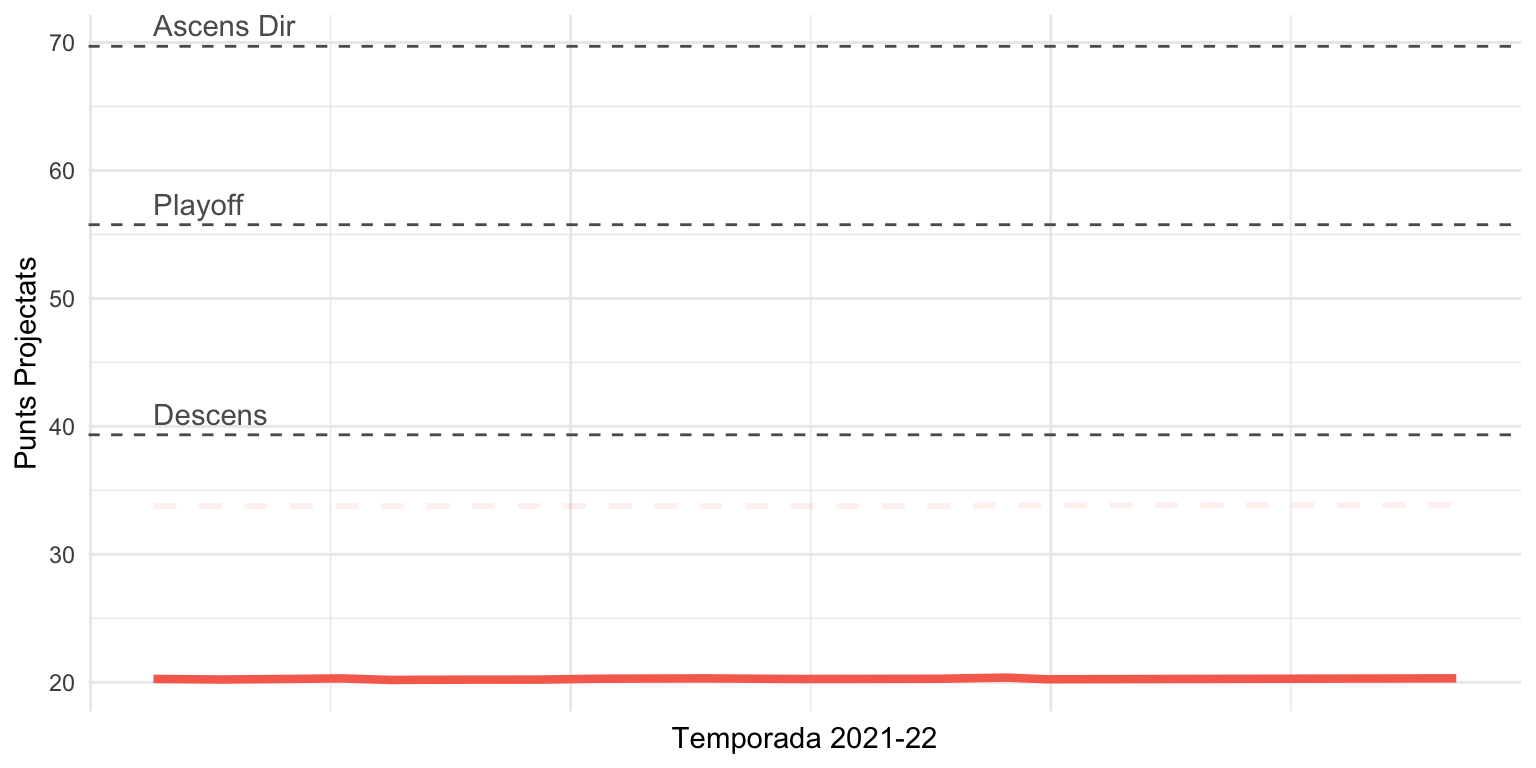 Ascens Dir
70
60
Playoff
50
Punts Projectats
Descens
40
30
20
Temporada 2021-22